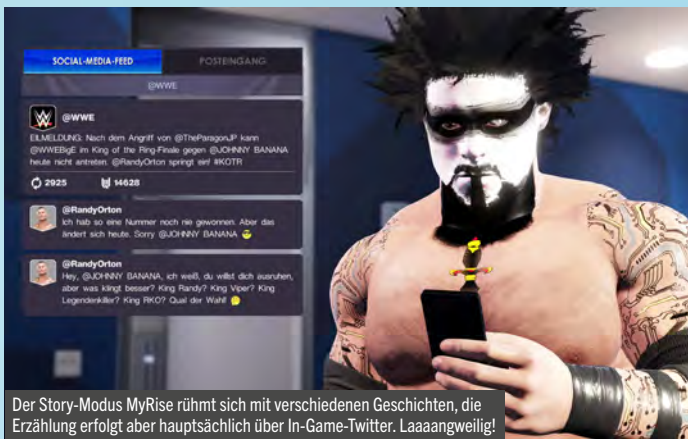 SOCIAL-MEDIA-FEED
POSTEINGANG
@WWE
@WWE
EILMELDUNG: Nach dem Angriff von @TheParagonJP kann
@WWEBigE im King of the Ring-Finale gegen @JOHNNY BANANA
heute nicht antreten. @RandyOrton springt ein! #KOTR
2925
14628
@RandyOrton
Ich hab so eine Nummer noch nie gewonnen. Aber das
ändert sich heute. Sorry @JOHNNY BANANA
@RandyOrton
Hey, @JOHNNY BANANA, ich weiß, du willst dich ausruhen,
aber was klingt besser? King Randy? King Viper? King
Legendenkiller? King RKO? Qual der Wahl!
Der Story-Modus MyRise rühmt sich mit verschiedenen Geschichten, die
Erzählung erfolgt aber hauptsächlich über In-Game-Twitter. Laaaangweilig!